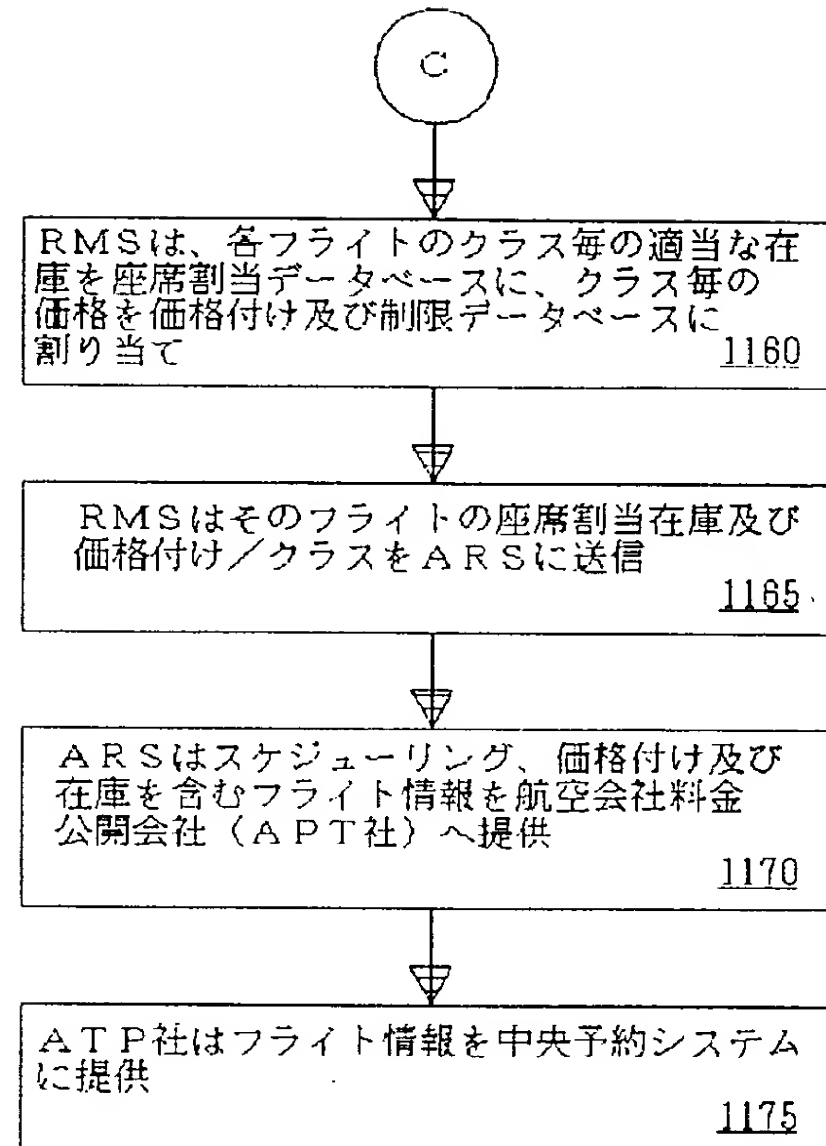 C
RMSは、各フライトのクラス毎の適当な在
庫を座席割当データベースに、クラス毎の
価格を価格付け及び制限データベースに
割り当て
1160
RMSはそのフライトの座席割当在庫及び
価格付け/クラスをARSに送信
1165
ARSはスケジューリング、価格付け及び
在庫を含むフライト情報を航空会社料金
公開会社(APT社)へ提供
1170
ATP社はフライト情報を中央予約システム
に提供
1175